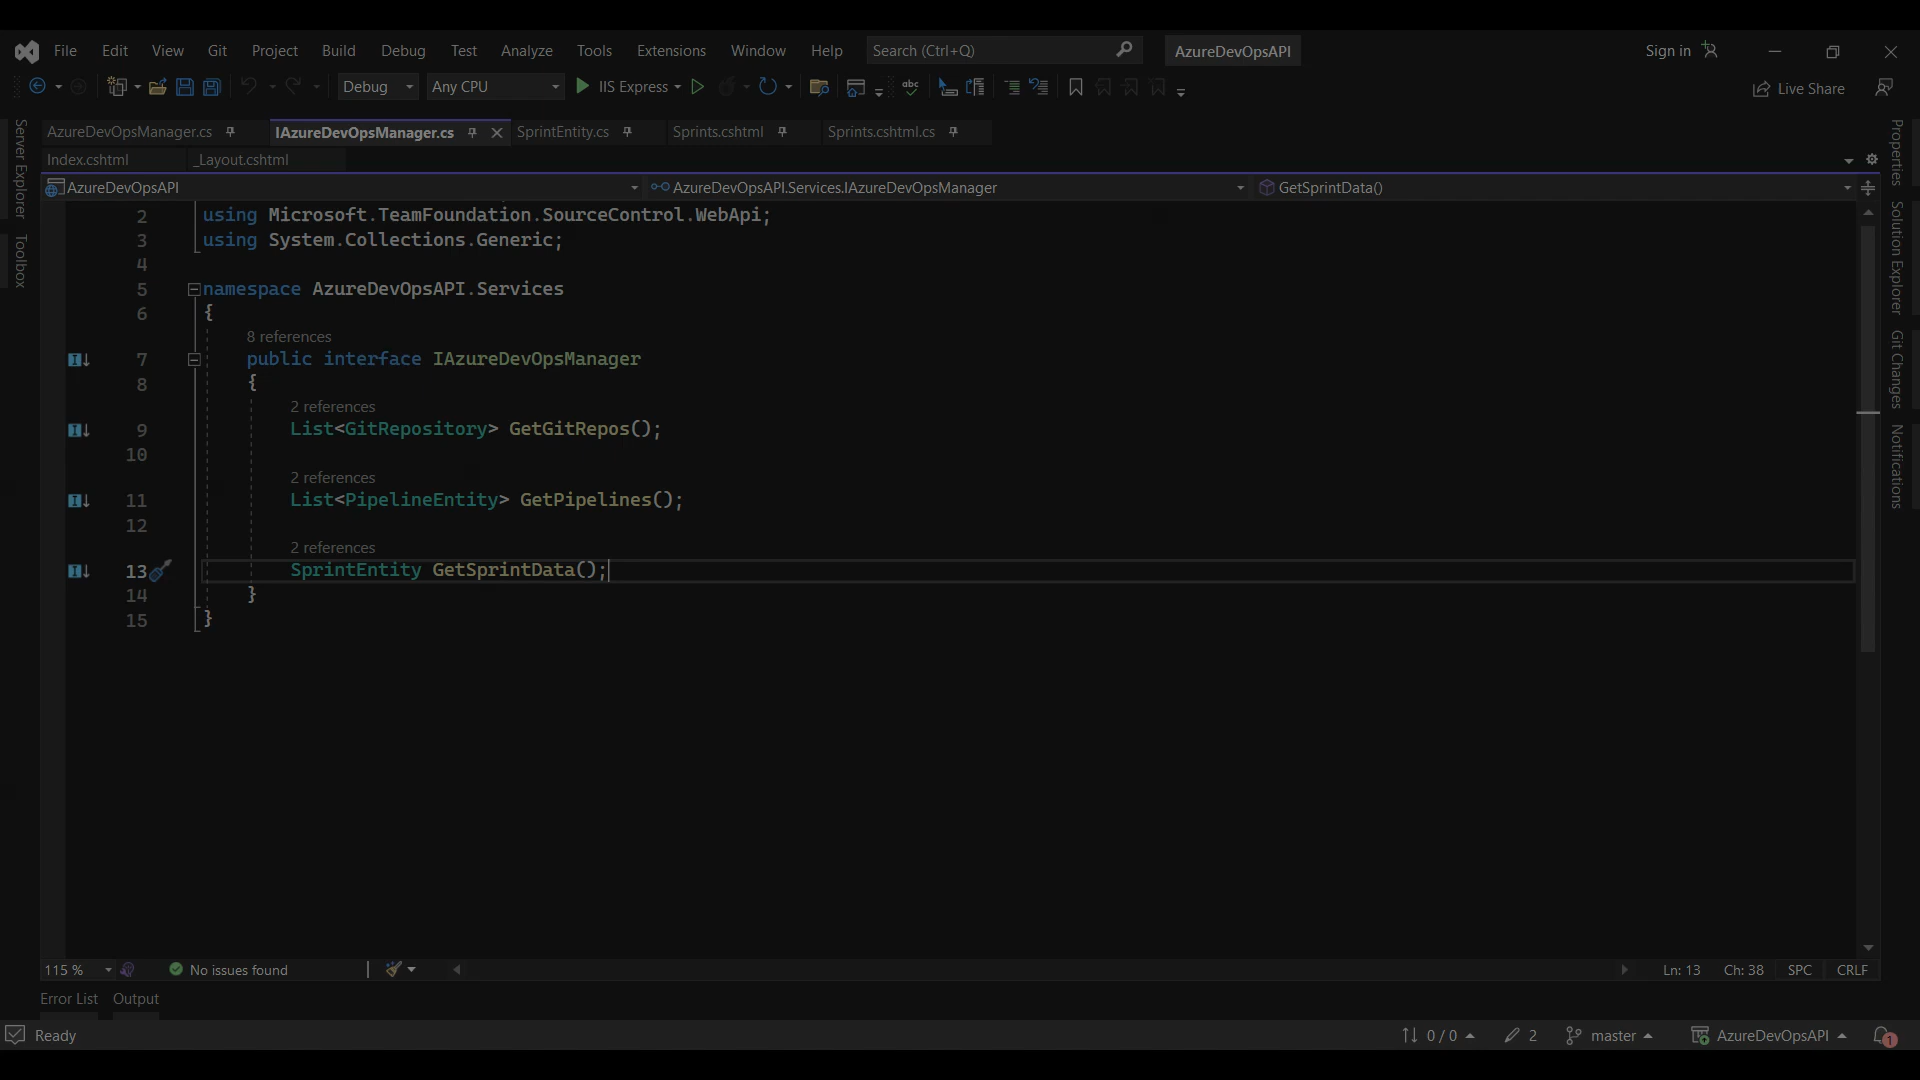 File Edit View Git Project Build Debug Test Analyze Tools Extensions Window Help Search (Ctrl+Q) AzureDevOpsAPI Sign in
Debug Any CPU IIS Express abc Live Share
AzureDevOpsManager.cs IAzureDevOpsManager.cs SprintEntity.cs Sprints.cshtml Sprints.cshtml.cs
Index.cshtml _Layout.cshtml
AzureDevOpsAPI AzureDevOpsAPI.Services.IAzureDevOpsManager GetSprintData()
Server Explorer
Toolbox
2 using Microsoft.TeamFoundation.SourceControl.WebApi;
3 using System.Collections.Generic;
4
5 namespace AzureDevOpsAPI.Services
6 {
8 references
7 public interface IAzureDevOpsManager
8 {
2 references
9 List<GitRepository> GetGitRepos();
10
2 references
11 List<PipelineEntity> GetPipelines();
12
2 references
13 SprintEntity GetSprintData();
14 }
15 }
Properties
Solution Explorer
Git Changes
Notifications
115 % No issues found Ln: 13 Ch: 38 SPC CRLF
Error List Output
Ready 0 / 0 2 master AzureDevOpsAPI 1